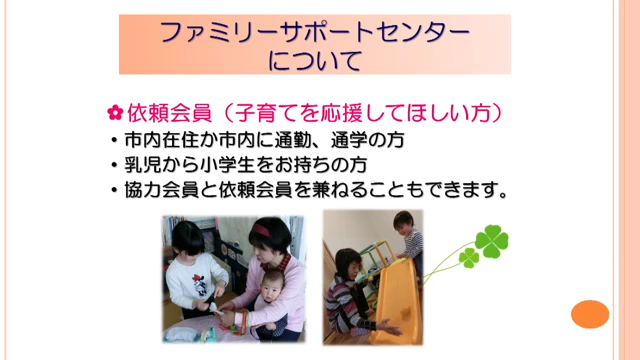 ファミリーサポートセンター
について
✿依頼会員（子育てを応援してほしい方）
・市内在住か市内に通勤、通学の方
・乳児から小学生をお持ちの方
・協力会員と依頼会員を兼ねることもできます。